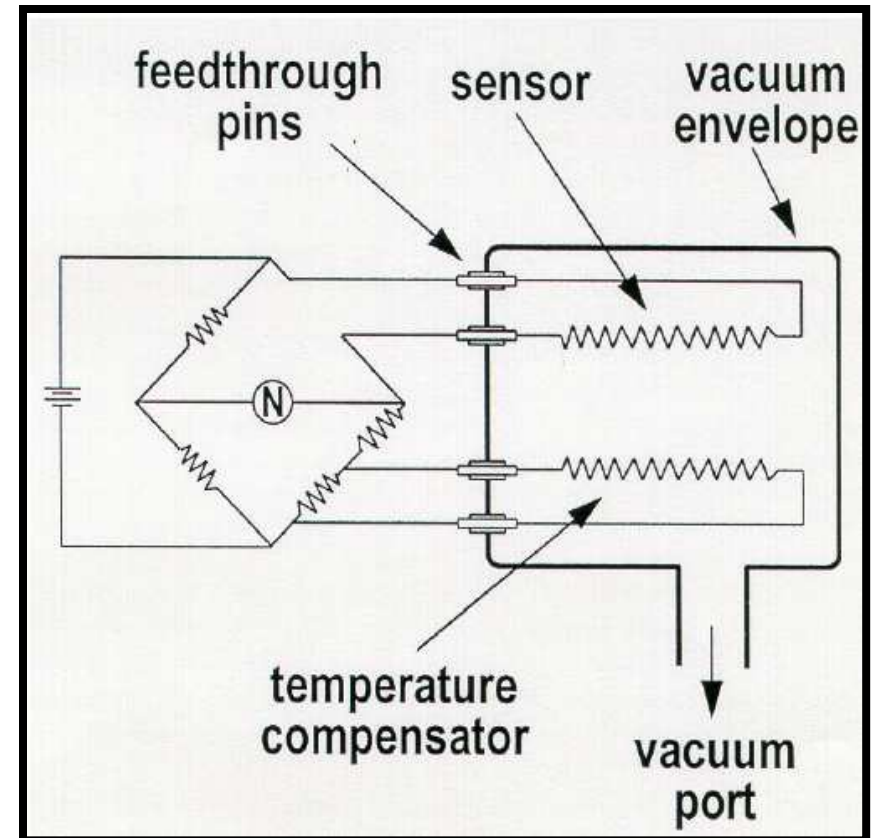 feedthrough
pins
sensor
vacuum
envelope
N
temperature
compensator
vacuum
port